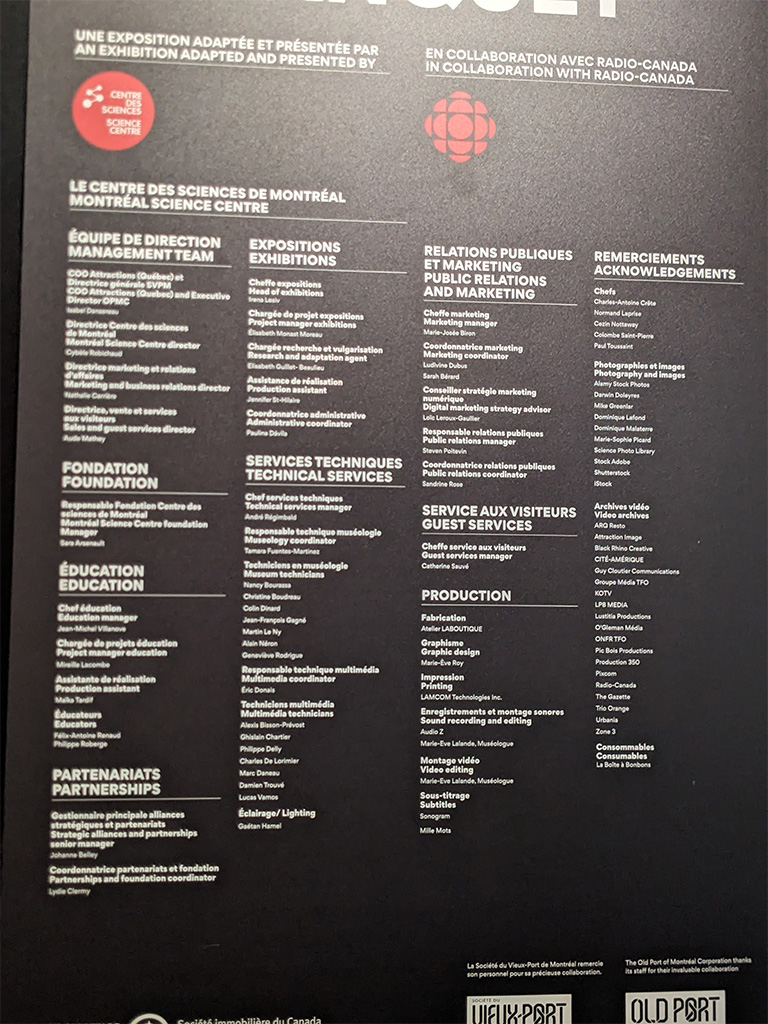 UNE EXPOSITION ADAPTÉE ET PRÉSENTÉE PAR
AN EXHIBITION ADAPTED AND PRESENTED BY
CENTRE
DES
SCIENCES
SCIENCE
CENTRE
EN COLLABORATION AVEC RADIO-CANADA
IN COLLABORATION WITH RADIO-CANADA
LE CENTRE DES SCIENCES DE MONTRÉAL
MONTRÉAL SCIENCE CENTRE
ÉQUIPE DE DIRECTION
MANAGEMENT TEAM
COO Attractions (Québec) et
Directrice générale SVPM
COO Attractions (Quebec) and Executive
Director OPMC
Isabel Dansereau
Directrice Centre des sciences
de Montréal
Montréal Science Centre director
Cybèle Robichaud
Directrice marketing et relations
d'affaires
Marketing and business relations director
Nathalie Carrière
Directrice, vente et services
aux visiteurs
Sales and guest services director
Aude Mathey
FONDATION
FOUNDATION
Responsable Fondation Centre des
sciences de Montréal
Montréal Science Centre foundation
Manager
Sara Arsenault
ÉDUCATION
EDUCATION
Chef éducation
Education manager
Jean-Michel Villanove
Chargée de projets éducation
Project manager education
Mireille Lacombe
Assistante de réalisation
Production assistant
Maïka Tardif
Éducateurs
Educators
Félix-Antoine Renaud
Philippe Roberge
PARTENARIATS
PARTNERSHIPS
Gestionnaire principale alliances
stratégiques et partenariats
Strategic alliances and partnerships
senior manager
Johanne Bailey
Coordonnatrice partenariats et fondation
Partnerships and foundation coordinator
Lydie Clermy
EXPOSITIONS
EXHIBITIONS
Cheffe expositions
Head of exhibitions
Irena Lesiv
Chargée de projet expositions
Project manager exhibitions
Élisabeth Monast Moreau
Chargée recherche et vulgarisation
Research and adaptation agent
Elisabeth Guillet- Beaulieu
Assistance de réalisation
Production assistant
Jennifer St-Hilaire
Coordonnatrice administrative
Administrative coordinator
Paulina Dávila
SERVICES TECHNIQUES
TECHNICAL SERVICES
Chef services techniques
Technical services manager
André Régimbald
Responsable technique muséologie
Museology coordinator
Tamara Fuentes-Martinez
Techniciens en muséologie
Museum technicians
Nancy Bourassa
Christine Boudreau
Colin Dinard
Jean-François Gagné
Martin Le Ny
Alain Néron
Geneviève Rodrigue
Responsable technique multimédia
Multimedia coordinator
Éric Donais
Techniciens multimédia
Multimédia technicians
Alexis Bisson-Prévost
Ghislain Chartier
Philippe Delly
Charles De Lorimier
Marc Daneau
Damien Trouvé
Lucas Vamos
Éclairage/ Lighting
Gaétan Hamel
RELATIONS PUBLIQUES
ET MARKETING
PUBLIC RELATIONS
AND MARKETING
Cheffe marketing
Marketing manager
Marie-Josée Biron
Coordonnatrice marketing
Marketing coordinator
Ludivine Dubus
Sarah Bérard
Conseiller stratégie marketing
numérique
Digital marketing strategy advisor
Loïc Leroux-Gaullier
Responsable relations publiques
Public relations manager
Steven Poitevin
Coordonnatrice relations publiques
Public relations coordinator
Sandrine Rose
SERVICE AUX VISITEURS
GUEST SERVICES
Cheffe service aux visiteurs
Guest services manager
Catherine Sauvé
PRODUCTION
Fabrication
Atelier LABOUTIQUE
Graphisme
Graphic design
Marie-Ève Roy
Impression
Printing
LAMCOM Technologies Inc.
Enregistrements et montage sonores
Sound recording and editing
Audio Z
Marie-Eve Lalande, Muséologue
Montage vidéo
Video editing
Marie-Eve Lalande, Muséologue
Sous-titrage
Subtitles
Sonogram
Mille Mots
REMERCIEMENTS
ACKNOWLEDGEMENTS
Chefs
Charles-Antoine Crête
Normand Laprise
Cezin Nottaway
Colombe Saint-Pierre
Paul Toussaint
Photographies et images
Photography and images
Alamy Stock Photos
Darwin Doleyres
Mike Greenlar
Dominique Lafond
Dominique Malaterre
Marie-Sophie Picard
Science Photo Library
Stock Adobe
Shutterstock
iStock
Archives vidéo
Video archives
ARQ Resto
Attraction Image
Black Rhino Creative
CITÉ-AMÉRIQUE
Guy Cloutier Communications
Groupe Média TFO
KOTV
LPB MEDIA
Lustitia Productions
O'Gleman Média
ONFR TFO
Pic Bois Productions
Production 350
Pixcom
Radio-Canada
The Gazette
Trio Orange
Urbania
Zone 3
Consommables
Consumables
La Boîte à Bonbons
La Société du Vieux-Port de Montréal remercie
son personnel pour sa précieuse collaboration.
The Old Port of Montréal Corporation thanks
its staff for their invaluable collaboration
SOCIÉTÉ DU
VIEUX-PORT
OLD PORT
Société immobilière du Canada